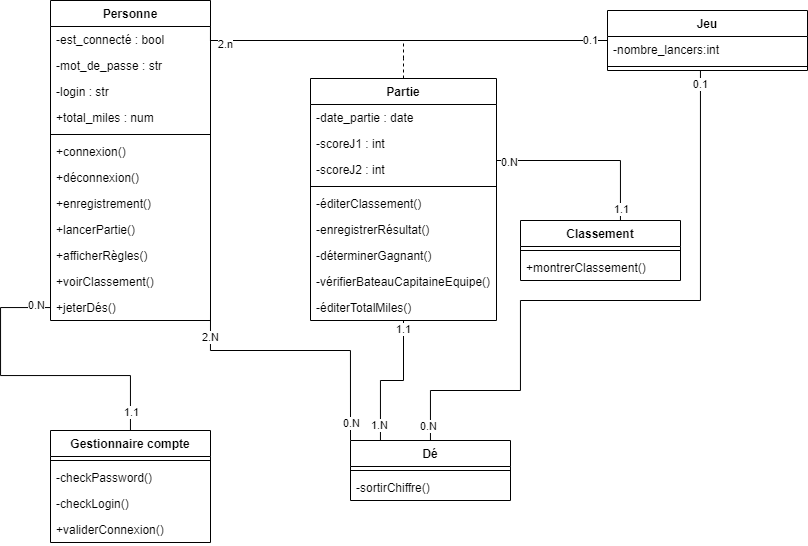 Personne
-est_connecté : bool
-mot_de_passe : str
-login : str
+total_miles : num
+connexion()
+déconnexion()
+enregistrement()
+lancerPartie()
+afficherRègles()
+voirClassement()
+jeterDés()
2.n
0.1
Jeu
-nombre_lancers:int
0.1
Partie
-date_partie : date
-scoreJ1 : int
-scoreJ2 : int
-éditerClassement()
-enregistrerRésultat()
-déterminerGagnant()
-vérifierBateauCapitaineEquipe()
-éditerTotalMiles()
0.N
1.1
Classement
+montrerClassement()
0.N
2.N
1.1
1.1
0.N
1.N
0.N
Gestionnaire compte
-checkPassword()
-checkLogin()
+validerConnexion()
Dé
-sortirChiffre()